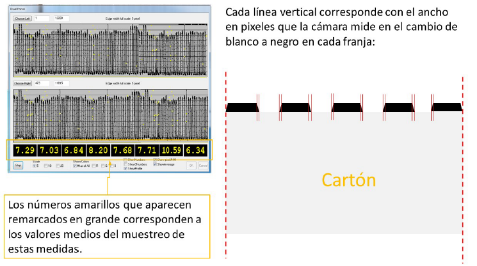 Cada línea vertical corresponde con el ancho
en pixeles que la cámara mide en el cambio de
blanco a negro en cada franja:
7.29 7.03 6.84 8.20 7.68 7.71 10.59 6.34
Cartón
Los números amarillos que aparecen
remarcados en grande corresponden a
los valores medios del muestreo de
estas medidas.